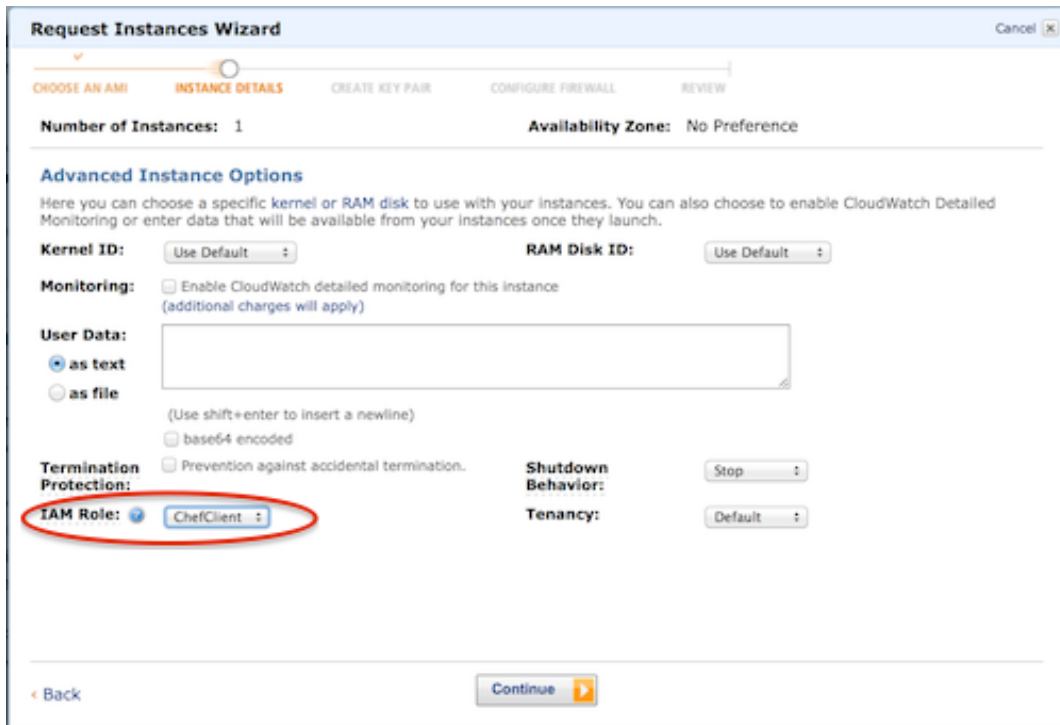 Request Instances Wizard
Cancel
CHOOSE AN AMI INSTANCE DETAILS CREATE KEY PAIR CONFIGURE FIREWALL REVIEW
Number of Instances: 1 Availability Zone: No Preference
Advanced Instance Options
Here you can choose a specific kernel or RAM disk to use with your instances. You can also choose to enable CloudWatch Detailed
Monitoring or enter data that will be available from your instances once they launch.
Kernel ID: Use Default RAM Disk ID: Use Default
Monitoring: Enable CloudWatch detailed monitoring for this instance
(additional charges will apply)
User Data:
as text
as file
(Use shift+enter to insert a newline)
base64 encoded
Termination Protection: Prevention against accidental termination. Shutdown Behavior: Stop
IAM Role: ChefClient Tenancy: Default
Back Continue